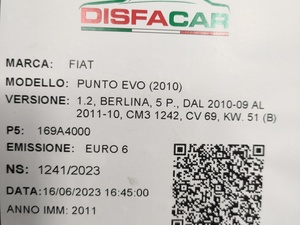 DISFACAR
MARCA: FIAT
MODELLO: PUNTO EVO (2010)
VERSIONE: 1.2, BERLINA, 5 P., DAL 2010-09 AL
2011-10, CM3 1242, CV 69, KW. 51 (B)
P5: 169A4000
EMISSIONE: EURO 6
NS: 1241/2023
DATA:16/06/2023 16:45:00
ANNO IMM: 2011